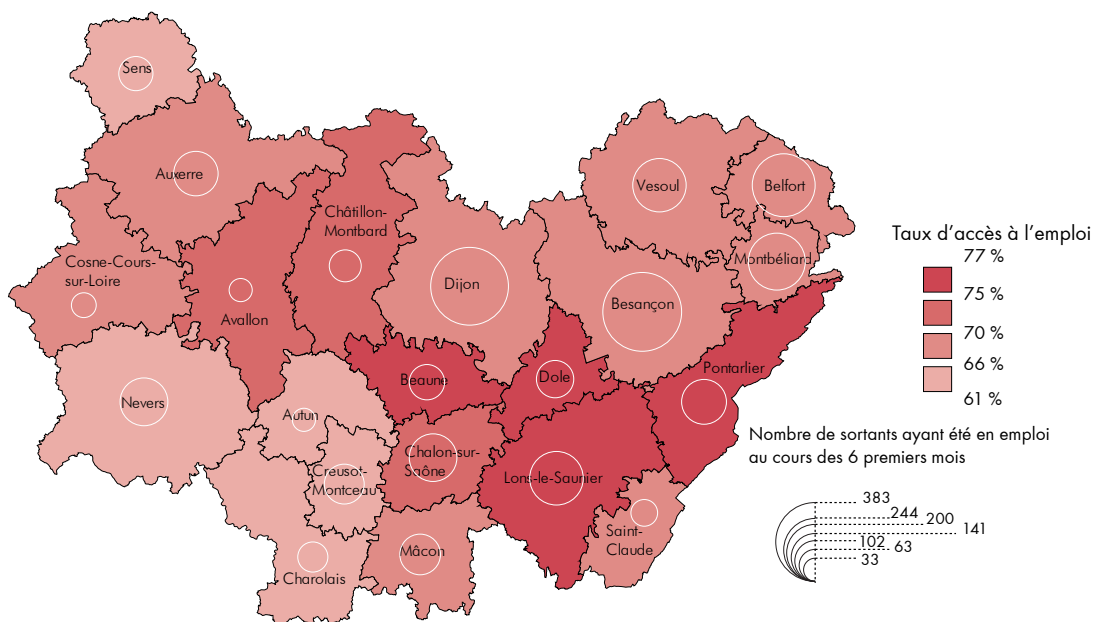 Sens
Auxerre
Châtillon-
Montbard
Vesoul
Belfort
Cosne-Cours-
sur-Loire
Avallon
Dijon
Besançon
Montbéliard
Nevers
Autun
Beaune
Dole
Pontarlier
Creusot-
Montceau
Chalon-sur-
Saône
Lons-le-Saunier
Charolais
Mâcon
Saint-
Claude
Taux d'accès à l'emploi
77 %
75 %
70 %
66 %
61 %
Nombre de sortants ayant été en emploi
au cours des 6 premiers mois
383
244
200
141
102
63
33